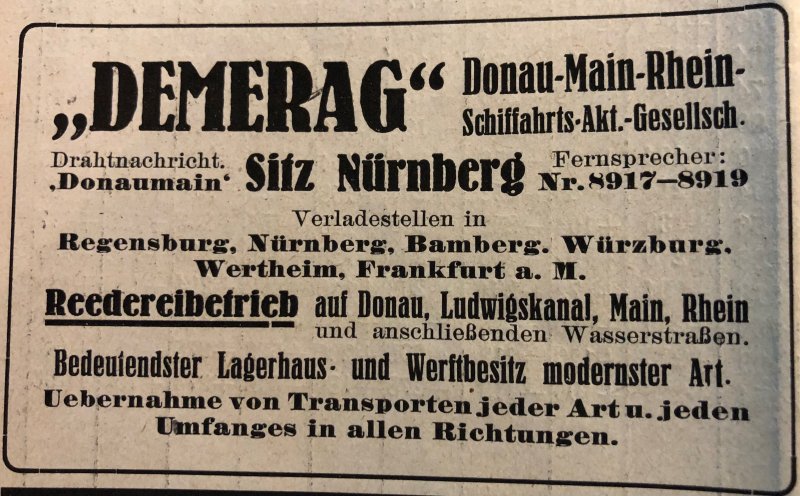 „DEMERAG“ Donau-Main-Rhein-
Schiffahrts-Akt.-Gesellsch.
Drahtnachricht.
‚Donaumain‘ Sitz Nürnberg Fernsprecher:
Nr. 8917—8919
Verladestellen in
Regensburg, Nürnberg, Bamberg. Würzburg.
Wertheim, Frankfurt a. M.
Reedereibetrieb auf Donau, Ludwigskanal, Main, Rhein
und anschließenden Wasserstraßen.
Bedeutendster Lagerhaus- und Werftbesitz modernster Art.
Uebernahme von Transporten jeder Art u. jeden
Umfanges in allen Richtungen.